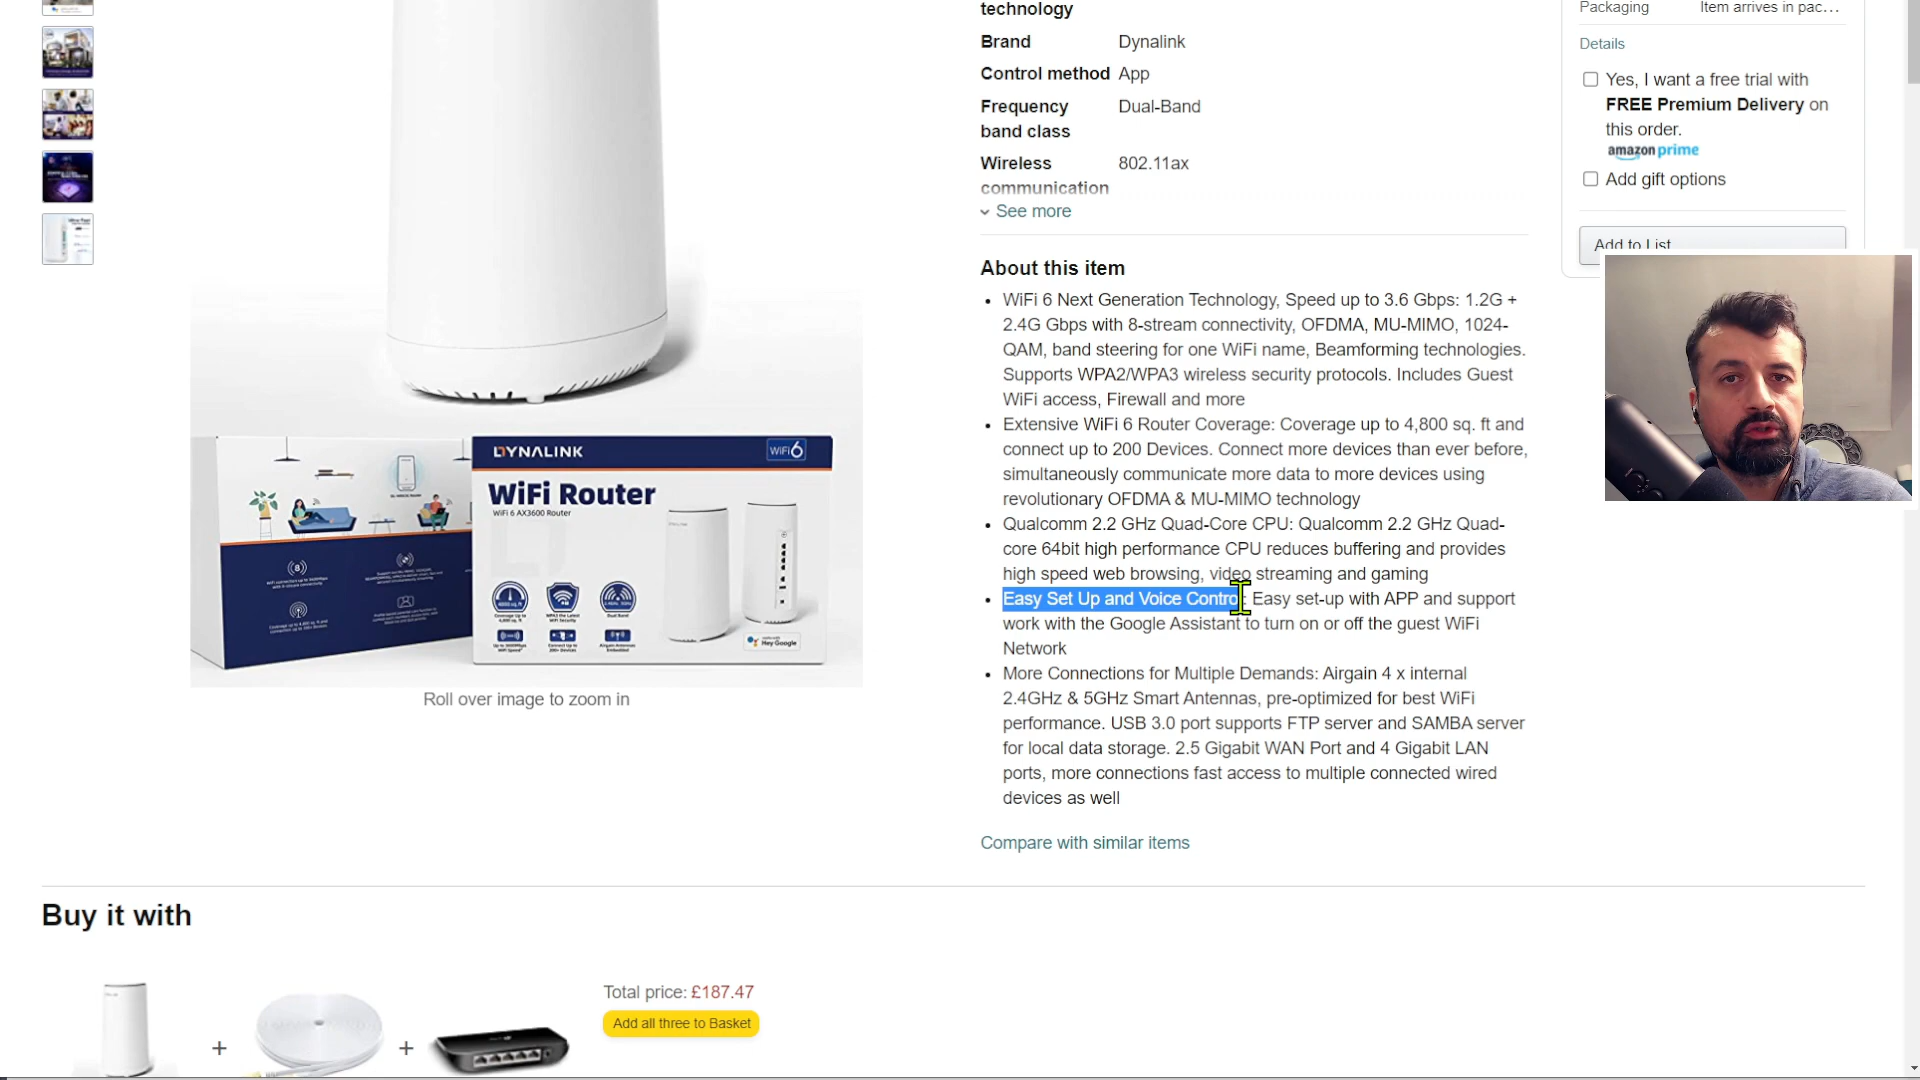 technology
Brand Dynalink
Control method App
Frequency Dual-Band
band class
Wireless 802.11ax
communication
See more
About this item
WiFi 6 Next Generation Technology, Speed up to 3.6 Gbps: 1.2G +
2.4G Gbps with 8-stream connectivity, OFDMA, MU-MIMO, 1024-
QAM, band steering for one WiFi name, Beamforming technologies.
Supports WPA2/WPA3 wireless security protocols. Includes Guest
WiFi access, Firewall and more
Extensive WiFi 6 Router Coverage: Coverage up to 4,800 sq. ft and
connect up to 200 Devices. Connect more devices than ever before,
simultaneously communicate more data to more devices using
revolutionary OFDMA & MU-MIMO technology
Qualcomm 2.2 GHz Quad-Core CPU: Qualcomm 2.2 GHz Quad-
core 64bit high performance CPU reduces buffering and provides
high speed web browsing, video streaming and gaming
Easy Set Up and Voice Control: Easy set-up with APP and support
work with the Google Assistant to turn on or off the guest WiFi
Network
More Connections for Multiple Demands: Airgain 4 x internal
2.4GHz & 5GHz Smart Antennas, pre-optimized for best WiFi
performance. USB 3.0 port supports FTP server and SAMBA server
for local data storage. 2.5 Gigabit WAN Port and 4 Gigabit LAN
ports, more connections fast access to multiple connected wired
devices as well
Compare with similar items
Packaging Item arrives in pac...
Details
Yes, I want a free trial with
FREE Premium Delivery on
this order.
amazon prime
Add gift options
Add to List
DYNALINK
WiFi 6
WiFi Router
WiFi 6 AX3600 Router
Hey Google
Roll over image to zoom in
Buy it with
+
+
Total price: £187.47
Add all three to Basket